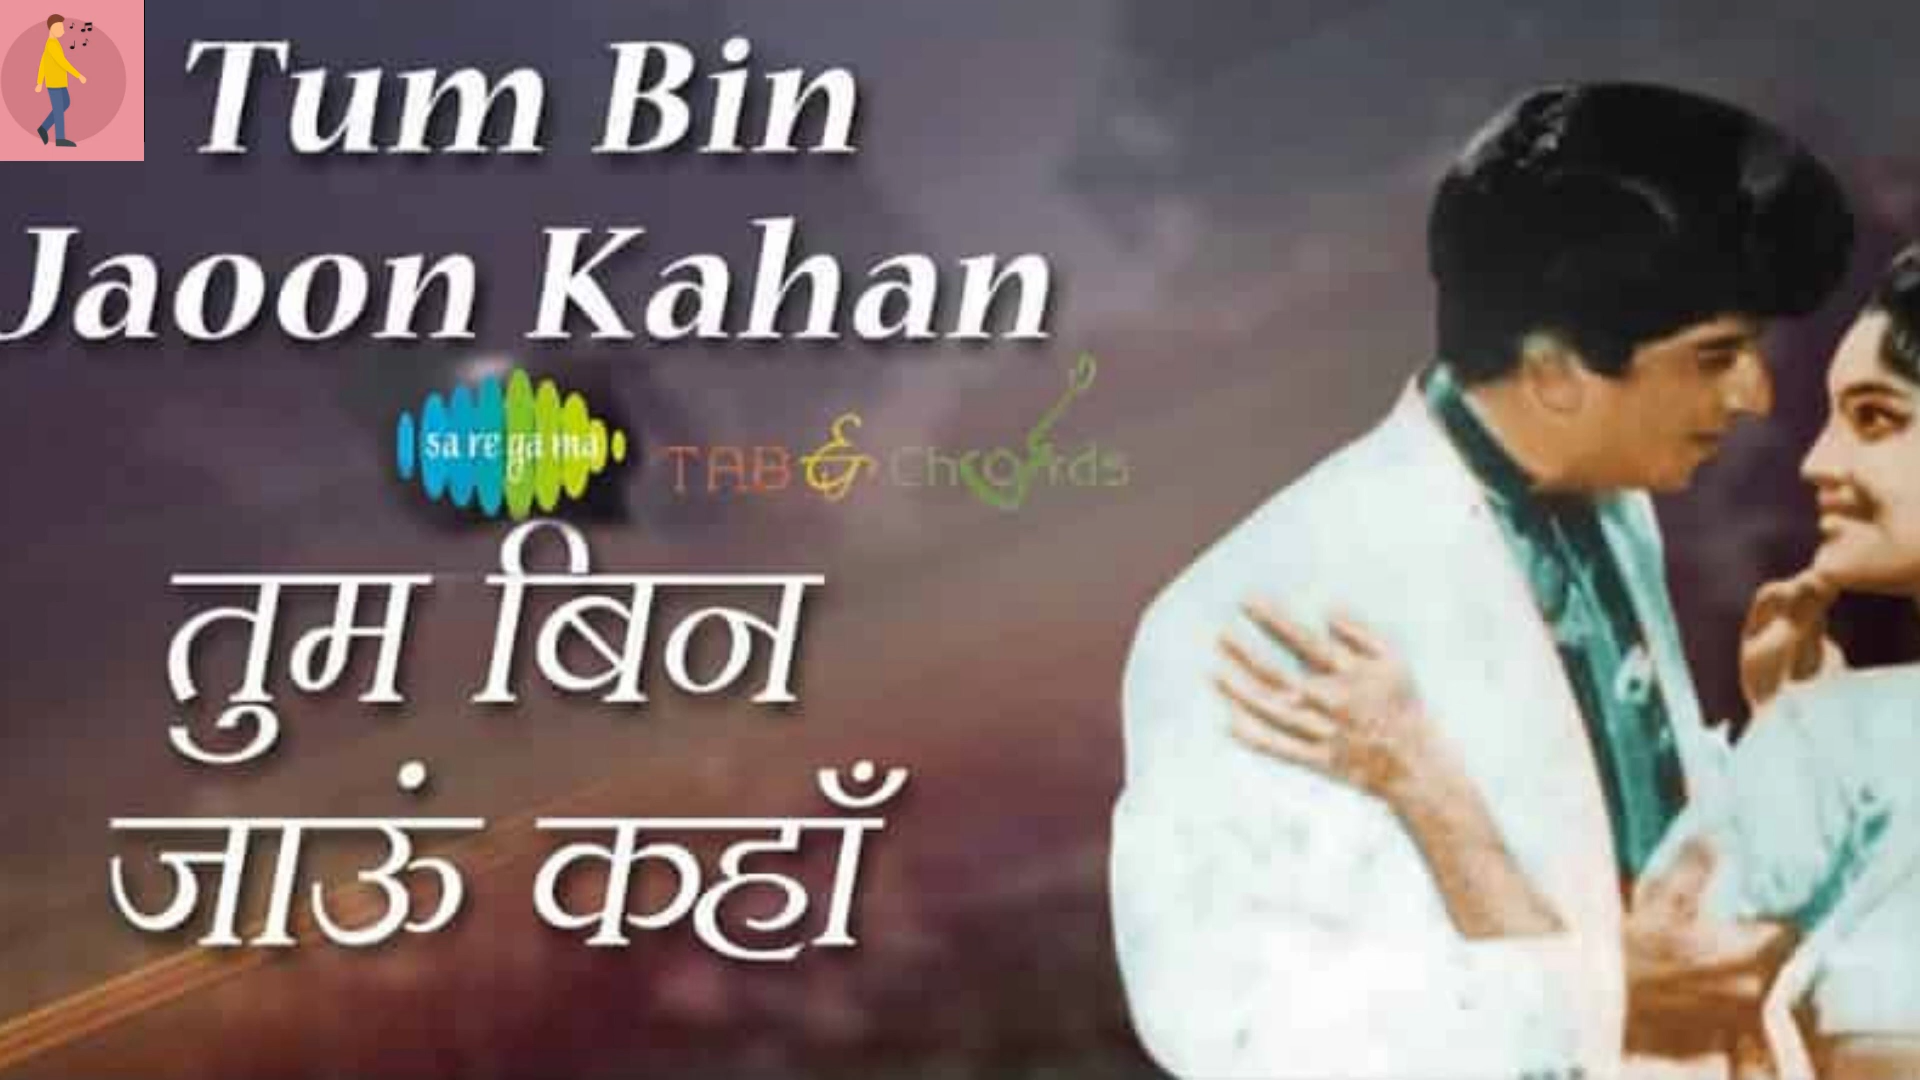 Tum Bin
Jaoon Kahan
sa re ga ma
TAB & Chords
तुम बिन
जाऊं कहाँ